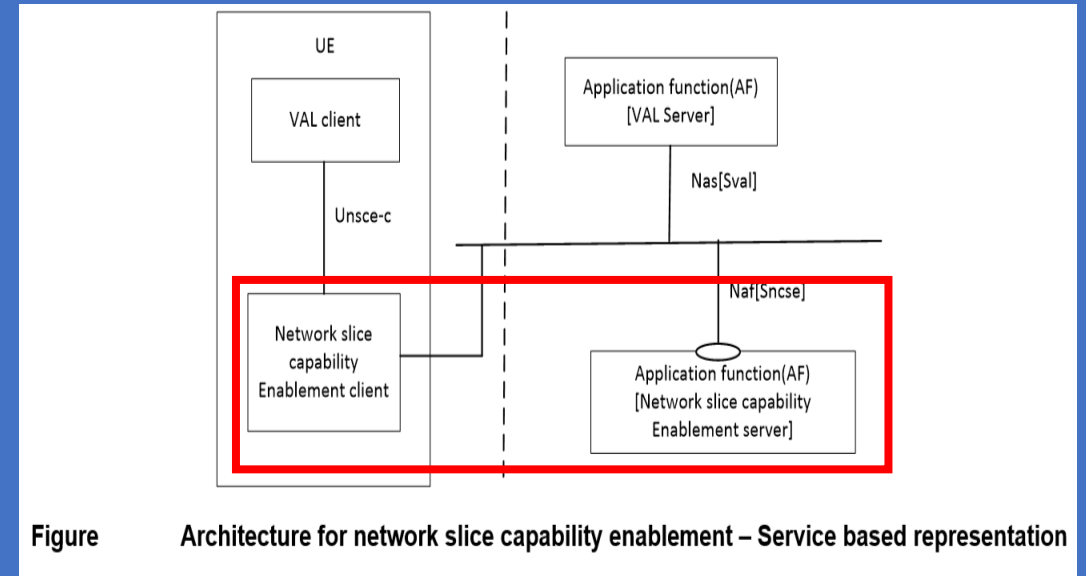 UE
VAL client
Unsce-c
Network slice
capability
Enablement client
Application function(AF)
[VAL Server]
Nas[Sval]
Naf[Sncse]
Application function(AF)
[Network slice capability
Enablement server]
Figure Architecture for network slice capability enablement – Service based representation